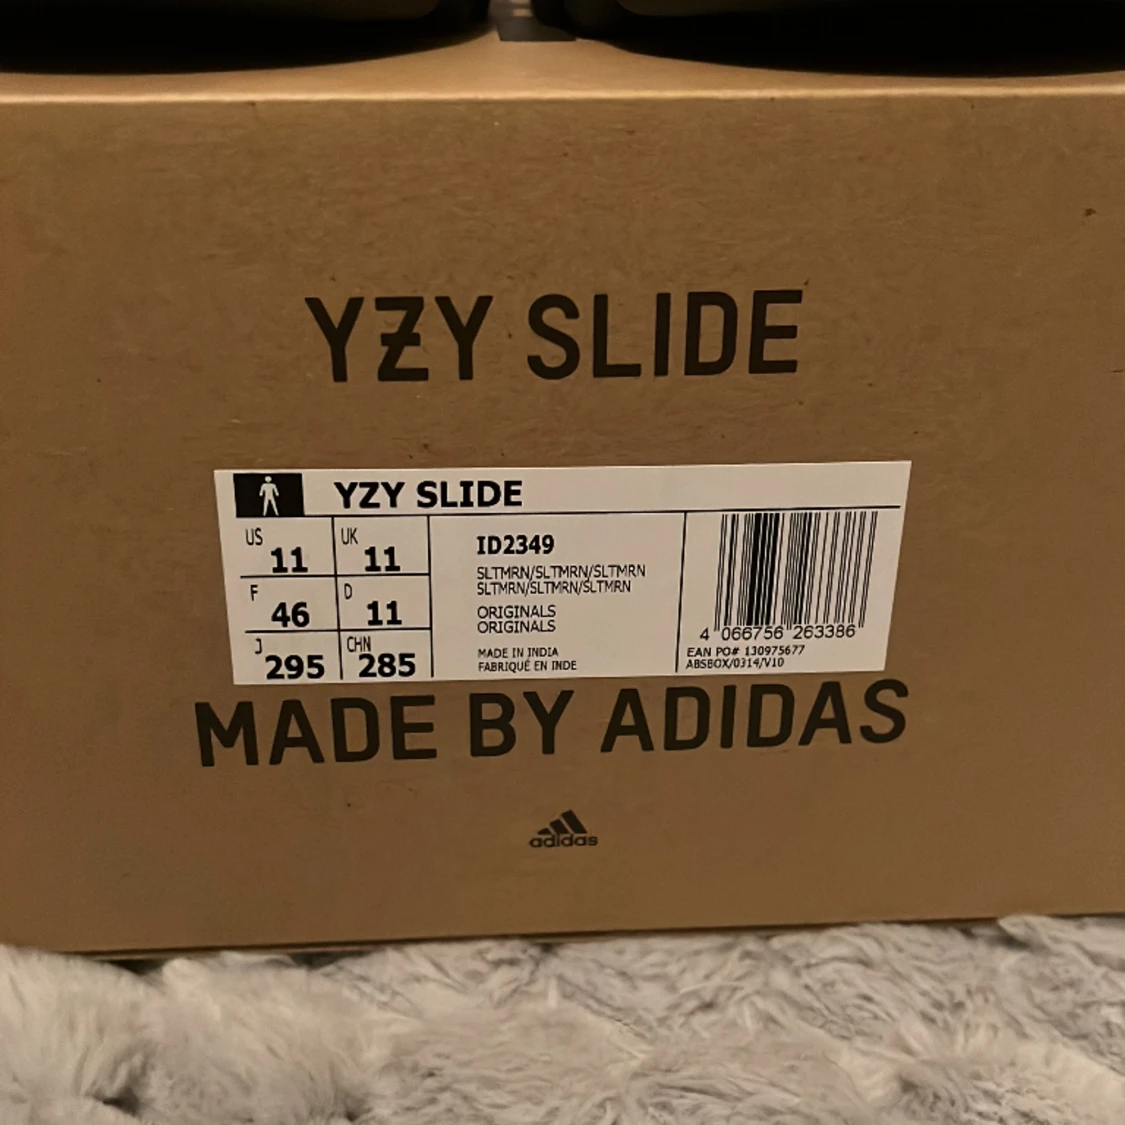 YZY SLIDE
YZY SLIDE
US 11 UK 11
F 46 D 11
J 295 CHN 285
ID2349
SLTMRN/SLTMRN/SLTMRN
SLTMRN/SLTMRN/SLTMRN
ORIGINALS
ORIGINALS
MADE IN INDIA
FABRIQUÉ EN INDE
4 066756 263386
EAN PO# 130975677
ABSBOX/0314/V10
MADE BY ADIDAS
adidas